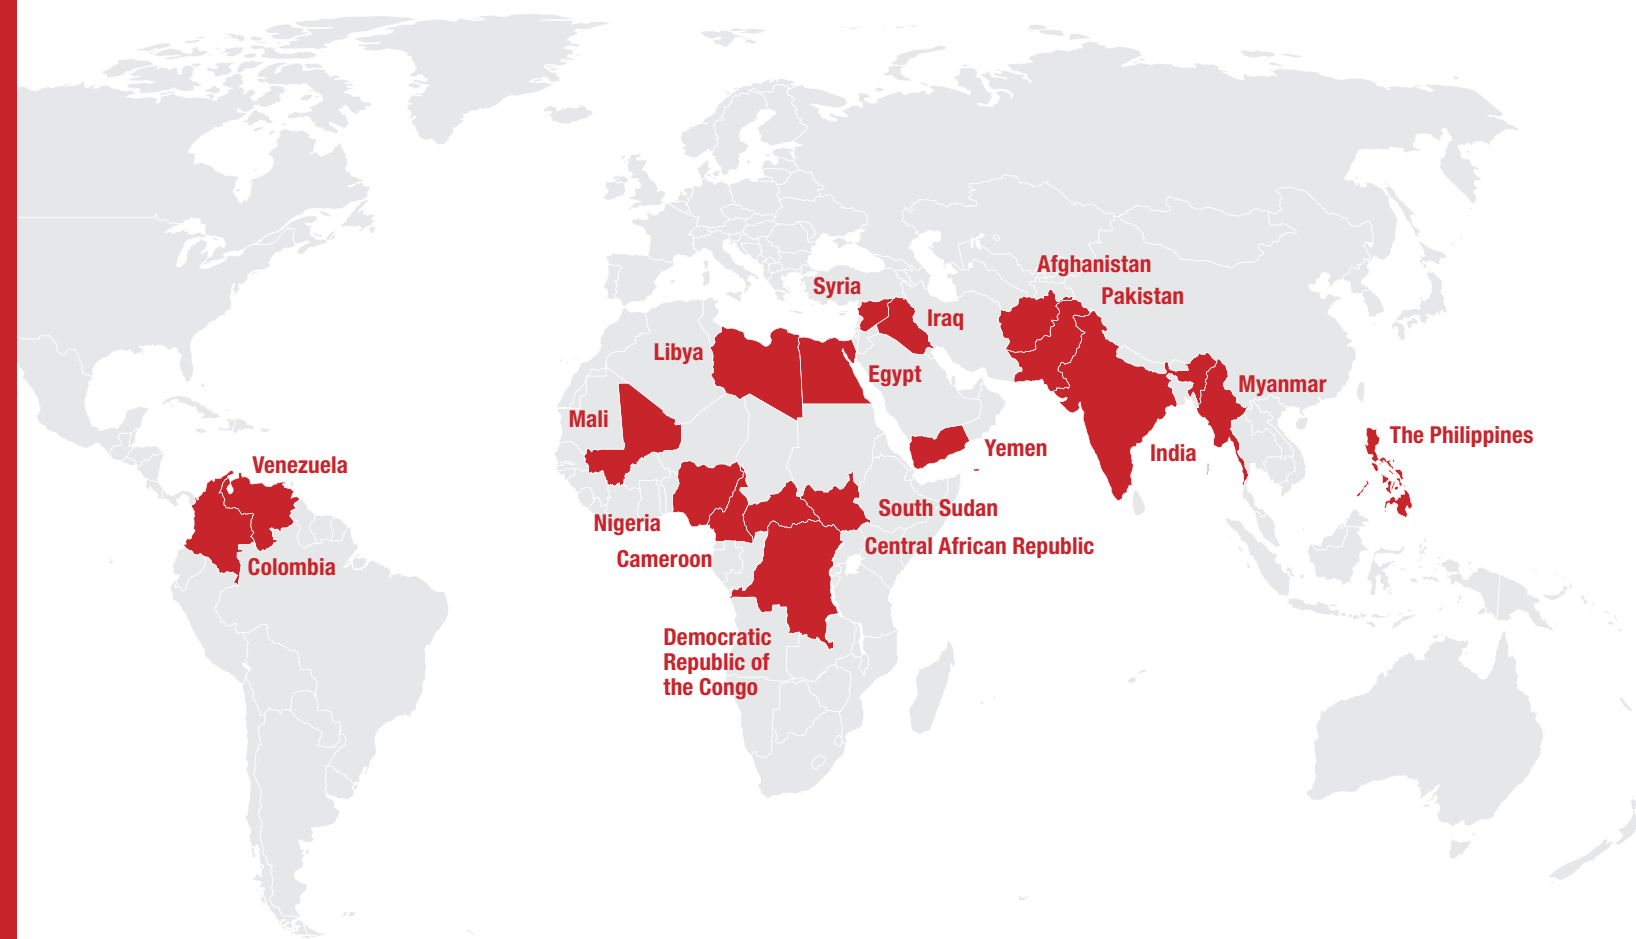 Afghanistan
Syria
Pakistan
Iraq
Libya
Egypt
Myanmar
Mali
The Philippines
Yemen
India
Venezuela
South Sudan
Nigeria
Central African Republic
Cameroon
Colombia
Democratic
Republic of
the Congo